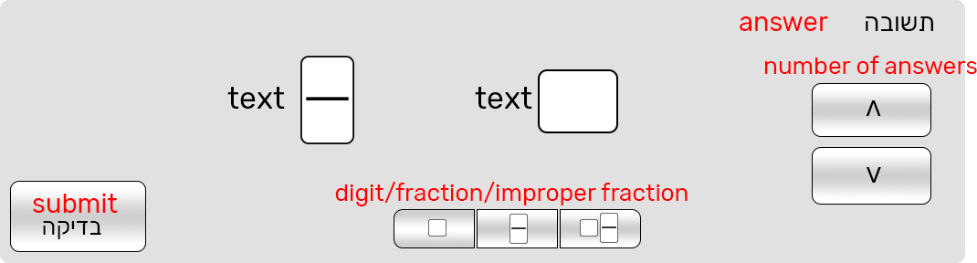 answer תשובה
number of answers
text
text
^
v
digit/fraction/improper fraction
submit
בדיקה